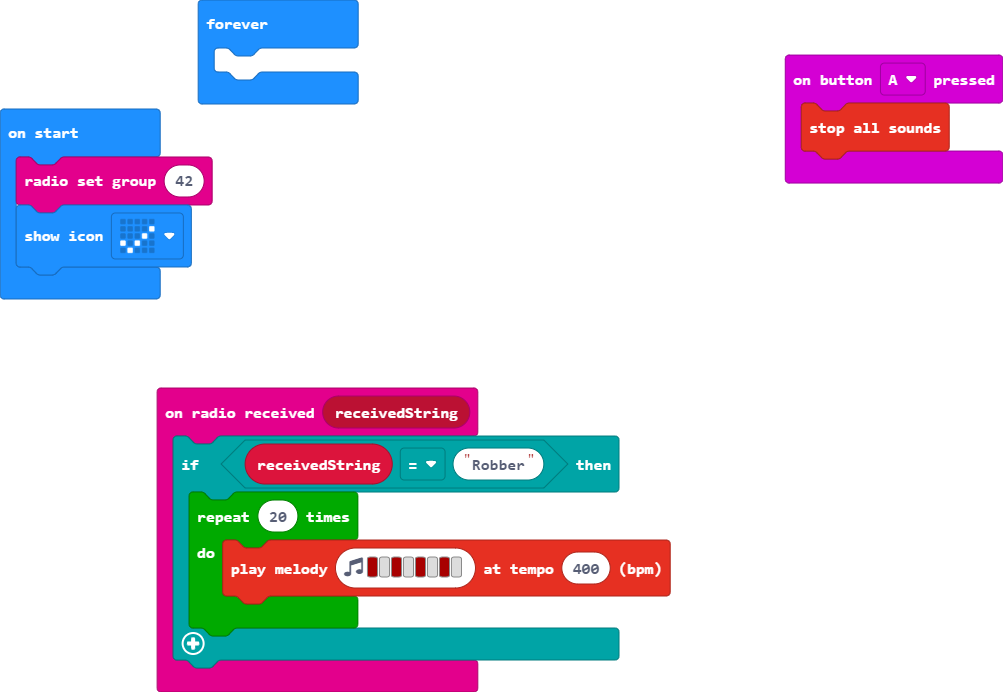 forever
on button A pressed
stop all sounds
on start
radio set group 42
show icon
on radio received receivedString
if receivedString = "Robber" then
repeat 20 times
do
play melody at tempo 400 (bpm)